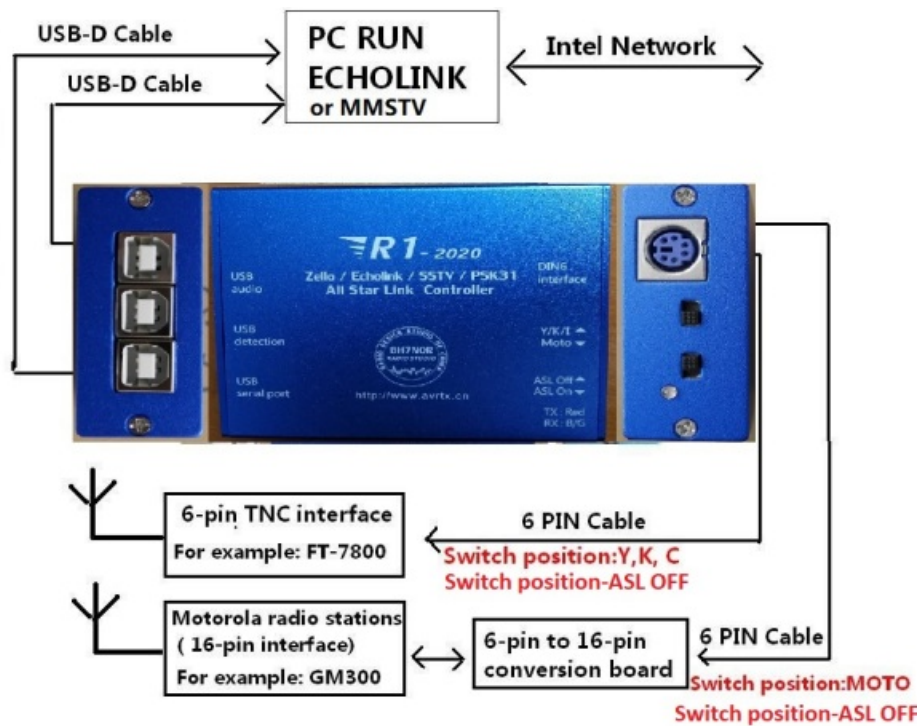 USB-D Cable
USB-D Cable
PC RUN
ECHOLINK
or MMSTV
Intel Network
R1-2020
Zello / Echolink / SSTV / PSK31
All Star Link Controller
USB
audio
USB
detection
USB
serial port
DIN6
interface
Y/K/I
Moto
ASL Off
ASL On
TX : Red
RX : B/G
BH7NOR
RADIO STUDIO
http://www.avrtx.cn
6-pin TNC interface
For example: FT-7800
6 PIN Cable
Switch position:Y,K, C
Switch position-ASL OFF
Motorola radio stations
( 16-pin interface)
For example: GM300
6-pin to 16-pin
conversion board
6 PIN Cable
Switch position:MOTO
Switch position-ASL OFF